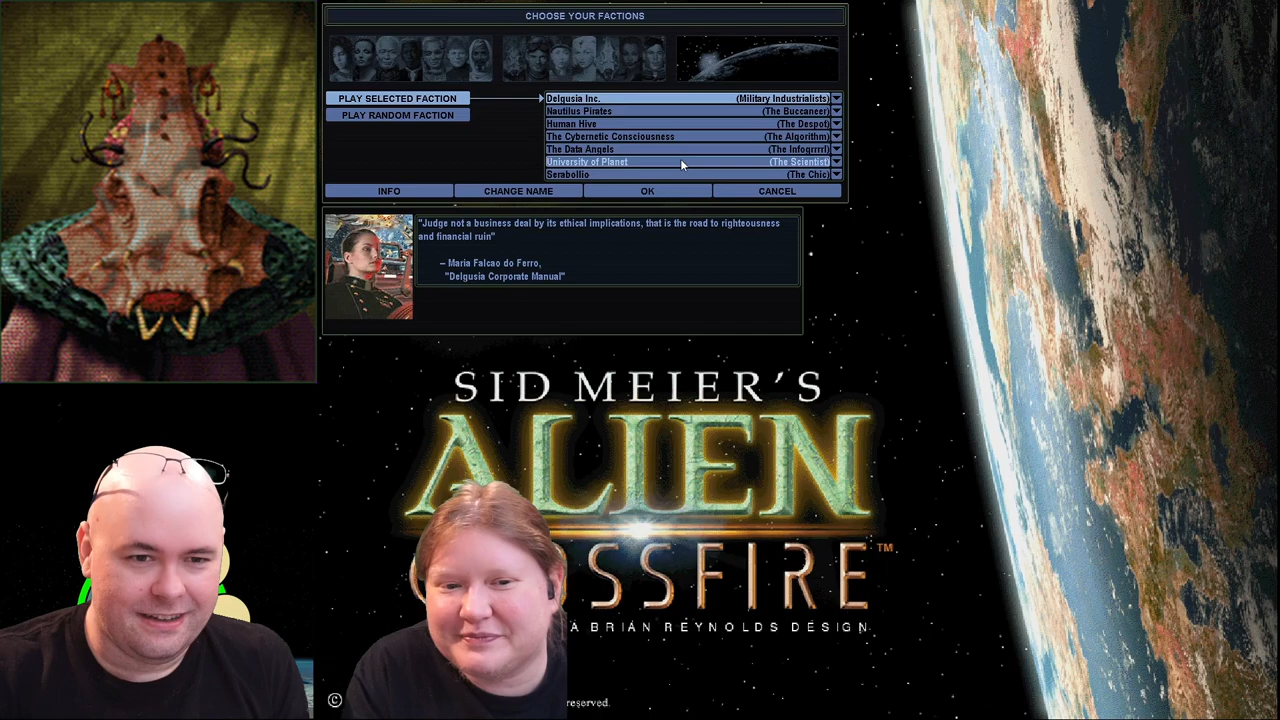 CHOOSE YOUR FACTIONS
PLAY SELECTED FACTION
PLAY RANDOM FACTION
Delgusia Inc. (Military Industrialists)
Nautilus Pirates (The Buccaneer)
Human Hive (The Despot)
The Cybernetic Consciousness (The Algorithm)
The Data Angels (The Infogrrrl)
University of Planet (The Scientist)
Serabollio (The Chic)
INFO CHANGE NAME OK CANCEL
"Judge not a business deal by its ethical implications, that is the road to righteousness
and financial ruin"
– Maria Falcao do Ferro,
"Delgusia Corporate Manual"
SID MEIER'S
ALIEN
OSSFIRE™
A BRIAN REYNOLDS DESIGN
©
reserved.